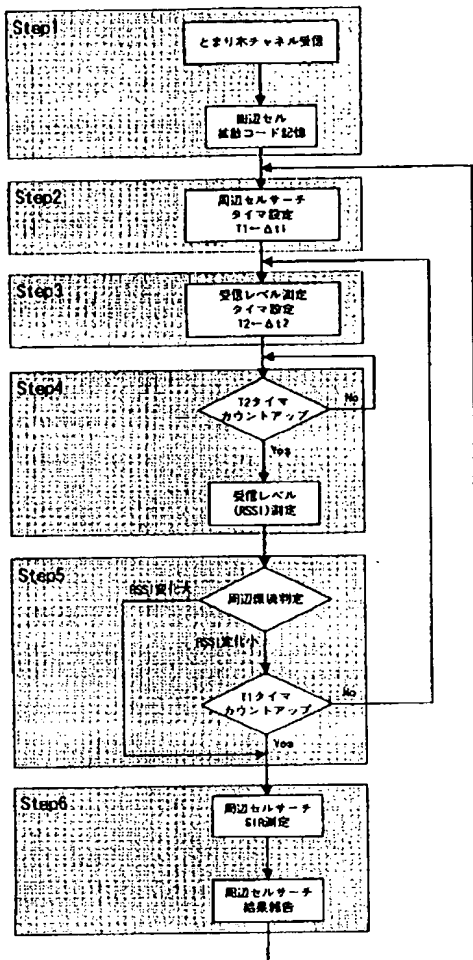 Step1
とまり木チャネル受信
周辺セル
拡散コード記憶
Step2
周辺セルサーチ
タイマ設定
T1←Δt1
Step3
受信レベル測定
タイマ設定
T2←Δt2
Step4
T2タイマ
カウントアップ
No
Yes
受信レベル
(RSSI)測定
Step5
RSSI変化大
周辺環境判定
RSSI変化小
T1タイマ
カウントアップ
No
Yes
Step6
周辺セルサーチ
SIR測定
周辺セルサーチ
結果報告